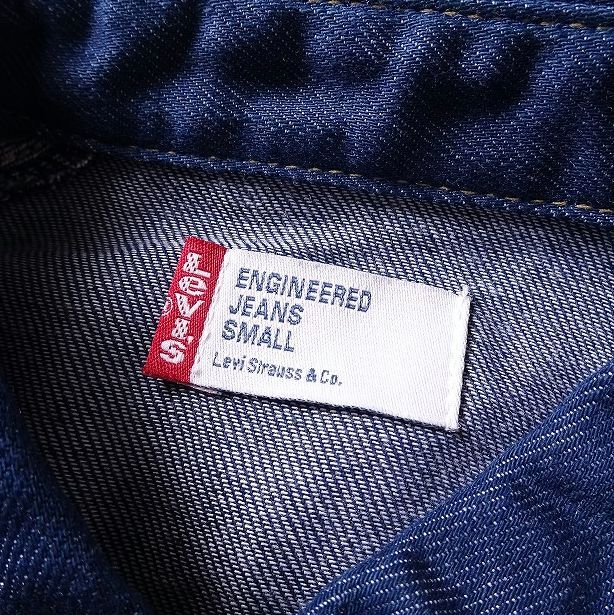 Levi's
®
ENGINEERED
JEANS
SMALL
Levi Strauss & Co.